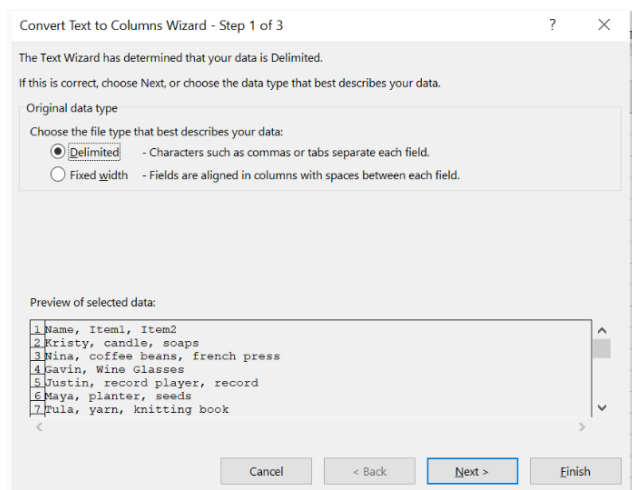 Convert Text to Columns Wizard - Step 1 of 3 ? ×
The Text Wizard has determined that your data is Delimited.
If this is correct, choose Next, or choose the data type that best describes your data.
Original data type
Choose the file type that best describes your data:
Delimited - Characters such as commas or tabs separate each field.
Fixed width - Fields are aligned in columns with spaces between each field.
Preview of selected data:
1 Name, Item1, Item2
2 Kristy, candle, soaps
3 Nina, coffee beans, french press
4 Gavin, Wine Glasses
5 Justin, record player, record
6 Maya, planter, seeds
7 Tula, yarn, knitting book
Cancel < Back Next > Finish